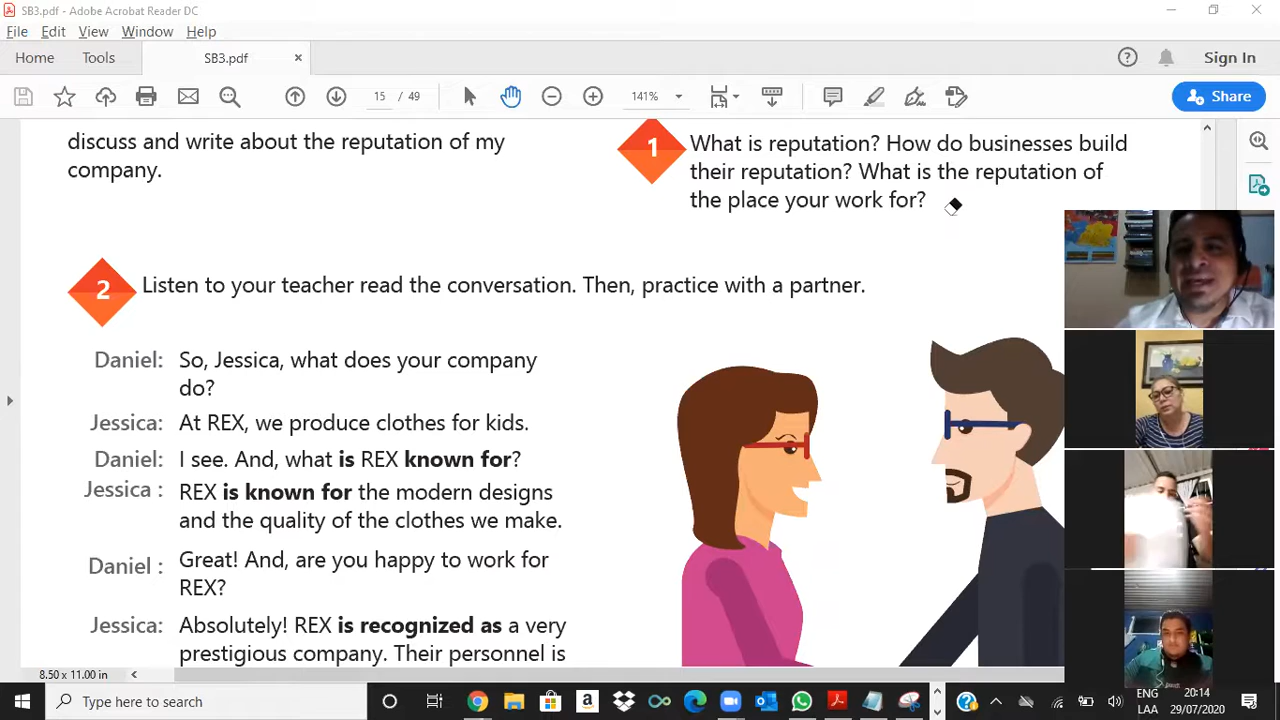 SB3.pdf - Adobe Acrobat Reader DC
File Edit View Window Help
Home Tools SB3.pdf × Sign In
15 / 49 141% Share
discuss and write about the reputation of my
company.
1 What is reputation? How do businesses build
their reputation? What is the reputation of
the place your work for?
2 Listen to your teacher read the conversation. Then, practice with a partner.
Daniel: So, Jessica, what does your company
do?
Jessica: At REX, we produce clothes for kids.
Daniel: I see. And, what is REX known for?
Jessica : REX is known for the modern designs
and the quality of the clothes we make.
Daniel : Great! And, are you happy to work for
REX?
Jessica: Absolutely! REX is recognized as a very
prestigious company. Their personnel is
8.50 x 11.00 in
Type here to search
ENG 20:14
LAA 29/07/2020